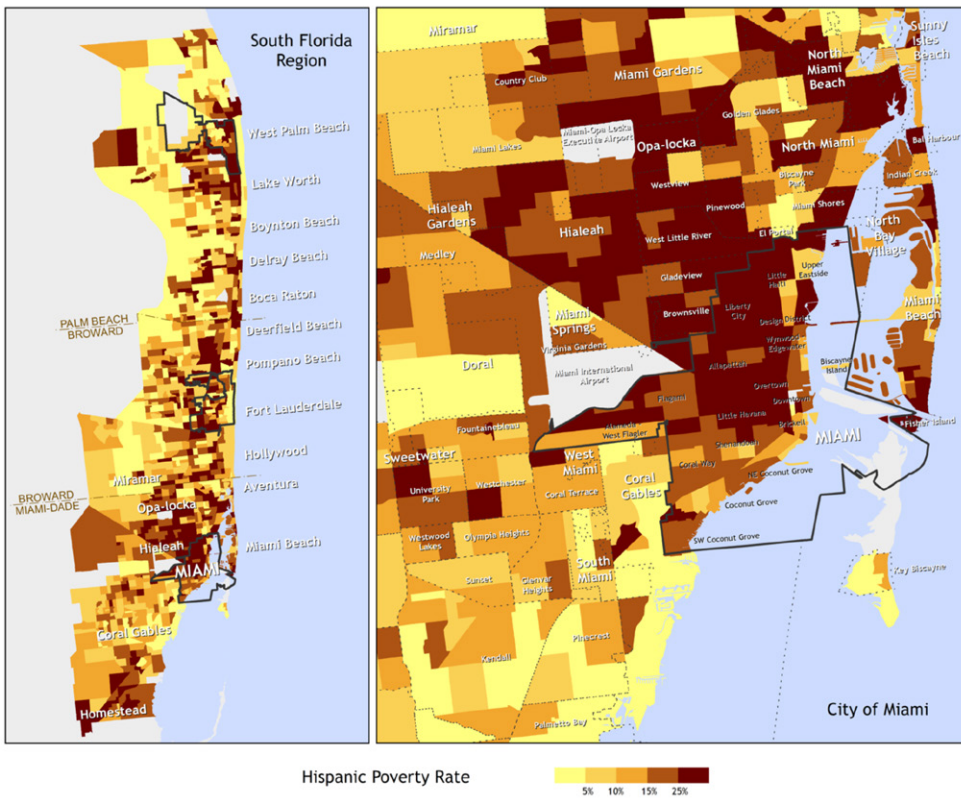 South Florida
Region
West Palm Beach
Lake Worth
Boynton Beach
Delray Beach
Boca Raton
PALM BEACH
BROWARD
Deerfield Beach
Pompano Beach
Fort Lauderdale
Hollywood
BROWARD
MIAMI-DADE
Miramar
Aventura
Opa-locka
Hialeah
Miami Beach
MIAMI
Coral Gables
Homestead
Miramar
Sunny
Isles
Beach
Country Club
Miami Gardens
North
Miami
Beach
Golden Glades
Miami-Opa Locka
Executive Airport
Miami Lakes
Opa-locka
North Miami
Bal Harbour
Westview
Biscayne
Park
Indian Creek
Hialeah
Gardens
Pinewood
Miami Shores
Hialeah
West Little River
El Portal
North
Bay
Village
Medley
Gladeview
Little
Haiti
Upper
Eastside
Miami
Springs
Brownsville
Liberty
City
Miami
Beach
Design District
Virginia Gardens
Wynwood
Edgewater
Doral
Miami International
Airport
Allapattah
Biscayne
Island
Overtown
Flagami
Downtown
Fountainebleau
Little Havana
Brickell
Fisher Island
West Flagler
MIAMI
Sweetwater
West
Miami
Shenandoah
Coral Way
NE Coconut Grove
University
Park
Westchester
Coral Terrace
Coral
Gables
Coconut Grove
Westwood
Lakes
Olympia Heights
SW Coconut Grove
Sunset
Glenvar
Heights
South
Miami
Key Biscayne
Kendall
Pinecrest
Palmetto Bay
City of Miami
Hispanic Poverty Rate
5% 10% 15% 25%